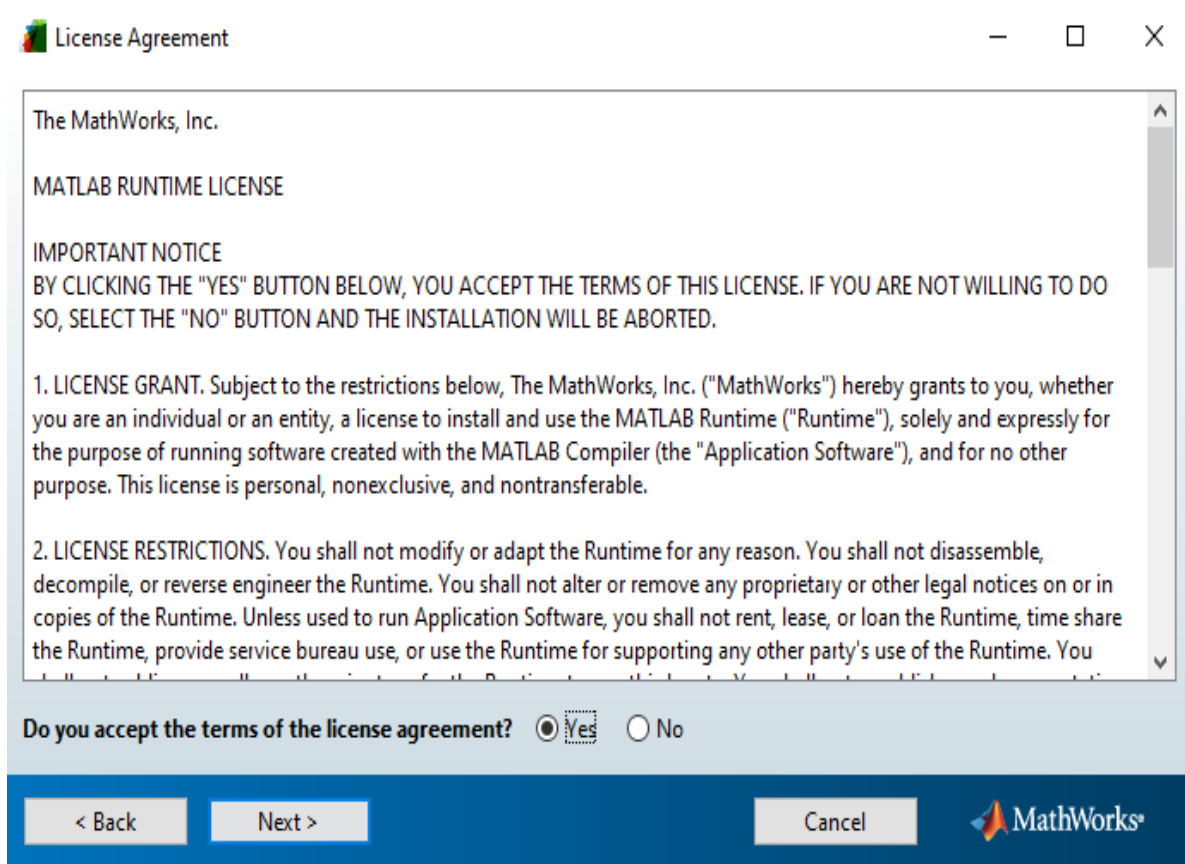 License Agreement
The MathWorks, Inc.
MATLAB RUNTIME LICENSE
IMPORTANT NOTICE
BY CLICKING THE "YES" BUTTON BELOW, YOU ACCEPT THE TERMS OF THIS LICENSE. IF YOU ARE NOT WILLING TO DO
SO, SELECT THE "NO" BUTTON AND THE INSTALLATION WILL BE ABORTED.
1. LICENSE GRANT. Subject to the restrictions below, The MathWorks, Inc. ("MathWorks") hereby grants to you, whether
you are an individual or an entity, a license to install and use the MATLAB Runtime ("Runtime"), solely and expressly for
the purpose of running software created with the MATLAB Compiler (the "Application Software"), and for no other
purpose. This license is personal, nonexclusive, and nontransferable.
2. LICENSE RESTRICTIONS. You shall not modify or adapt the Runtime for any reason. You shall not disassemble,
decompile, or reverse engineer the Runtime. You shall not alter or remove any proprietary or other legal notices on or in
copies of the Runtime. Unless used to run Application Software, you shall not rent, lease, or loan the Runtime, time share
the Runtime, provide service bureau use, or use the Runtime for supporting any other party's use of the Runtime. You
Do you accept the terms of the license agreement? Yes No
< Back Next > Cancel MathWorks®